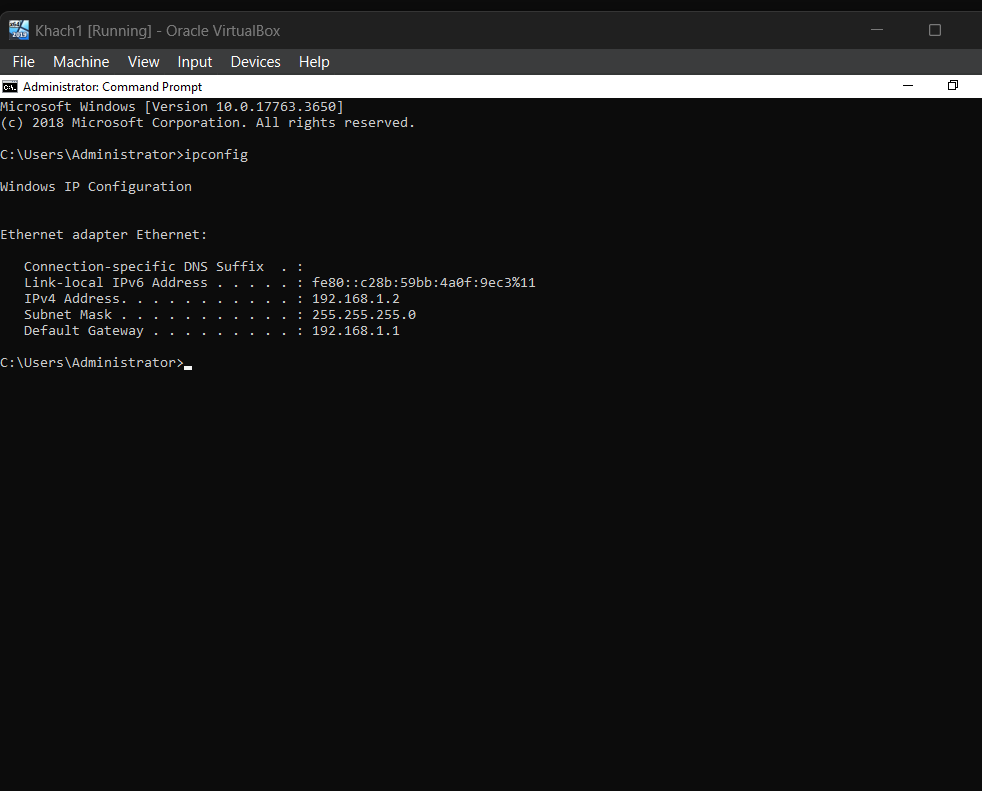 Khach1 [Running] - Oracle VirtualBox
File Machine View Input Devices Help
Administrator: Command Prompt
Microsoft Windows [Version 10.0.17763.3650]
(c) 2018 Microsoft Corporation. All rights reserved.
C:\Users\Administrator>ipconfig
Windows IP Configuration
Ethernet adapter Ethernet:
Connection-specific DNS Suffix . :
Link-local IPv6 Address . . . . . : fe80::c28b:59bb:4a0f:9ec3%11
IPv4 Address. . . . . . . . . . . : 192.168.1.2
Subnet Mask . . . . . . . . . . . : 255.255.255.0
Default Gateway . . . . . . . . . : 192.168.1.1
C:\Users\Administrator>